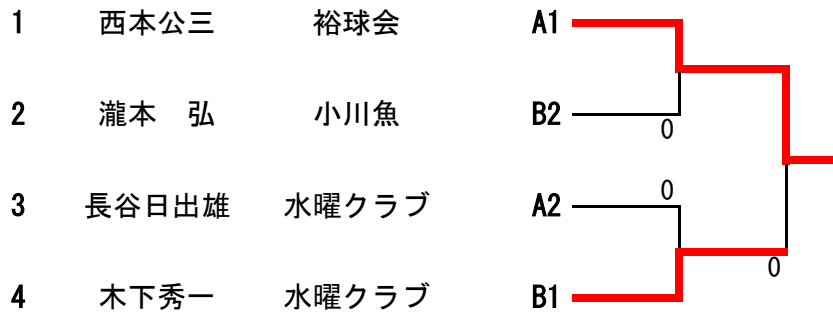 1 西本公三 裕球会 A1
2 瀧本 弘 小川魚 B2
0
0
3 長谷日出雄 水曜クラブ A2
0
4 木下秀一 水曜クラブ B1